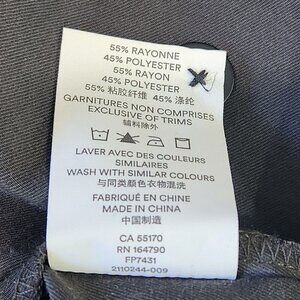 55% RAYONNE
45% POLYESTER
55% RAYON
45% POLYESTER
55% 粘胶纤维 45% 涤纶
GARNITURES NON COMPRISES
EXCLUSIVE OF TRIMS
辅料除外
LAVER AVEC DES COULEURS
SIMILAIRES
WASH WITH SIMILAR COLOURS
与同类颜色衣物混洗
FABRIQUÉ EN CHINE
MADE IN CHINA
中国制造
CA 55170
RN 164790
FP7431
2110244-009